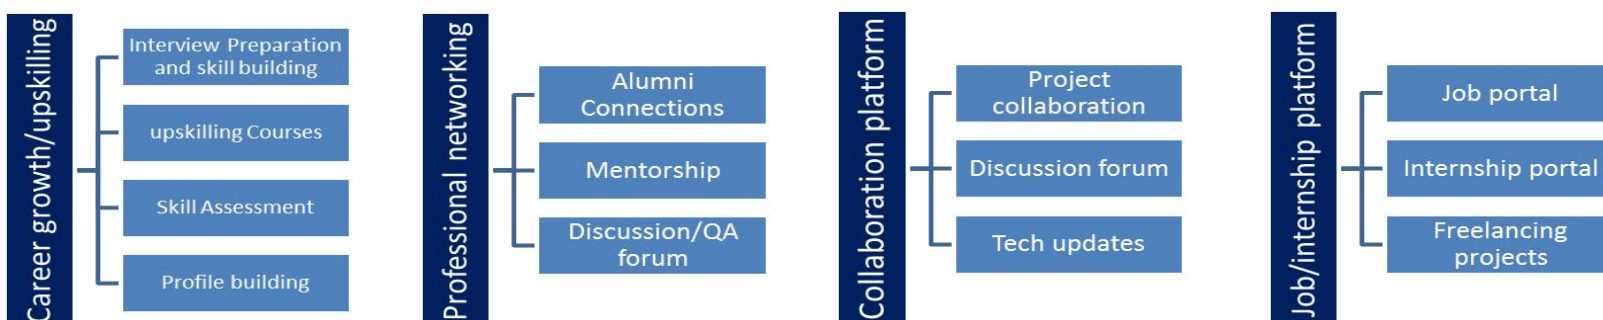 Career growth/upskilling
Interview Preparation
and skill building
upskilling Courses
Skill Assessment
Profile building
Professional networking
Alumni
Connections
Mentorship
Discussion/QA
forum
Collaboration platform
Project
collaboration
Discussion forum
Tech updates
Job/internship platform
Job portal
Internship portal
Freelancing
projects